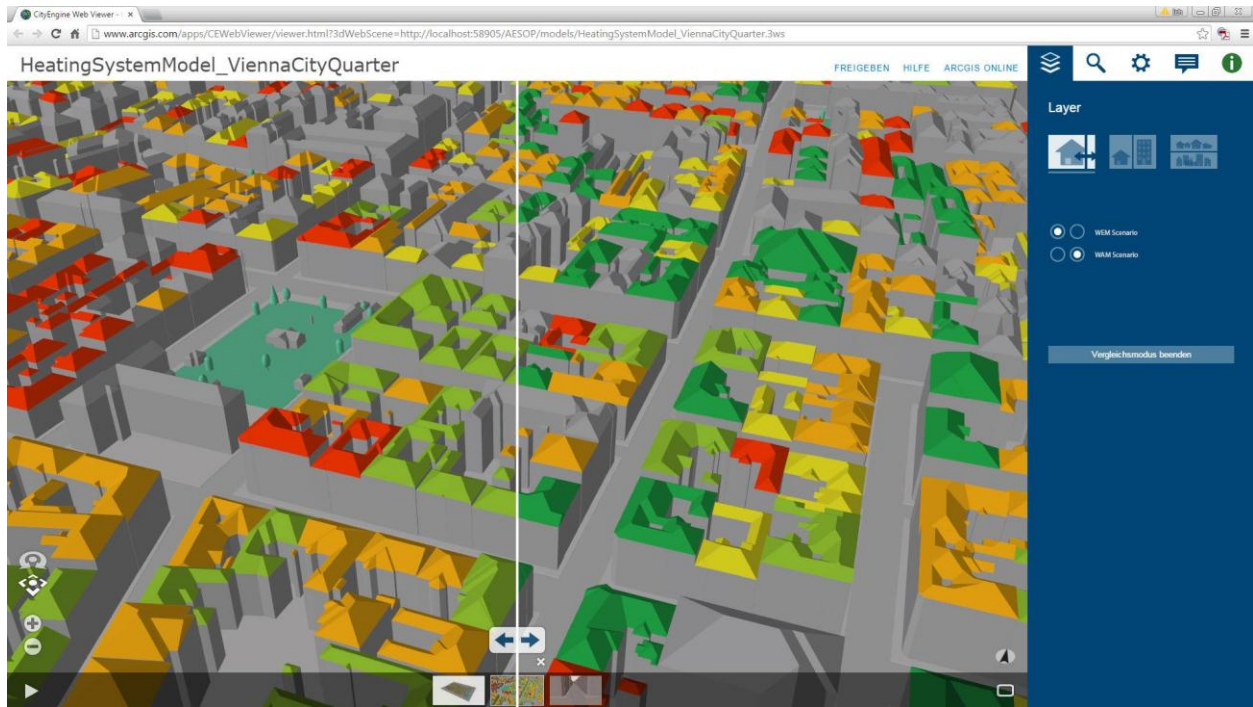 CityEngine Web Viewer -
www.arcgis.com/apps/CEWebViewer/viewer.html?3dWebScene=http://localhost:58905/AESOP/models/HeatingSystemModel_ViennaCityQuarter.3ws
HeatingSystemModel_ViennaCityQuarter
FREIGEBEN HILFE ARCGIS ONLINE
Layer
WEM Scenario
WAM Scenario
Vergleichsmodus beenden